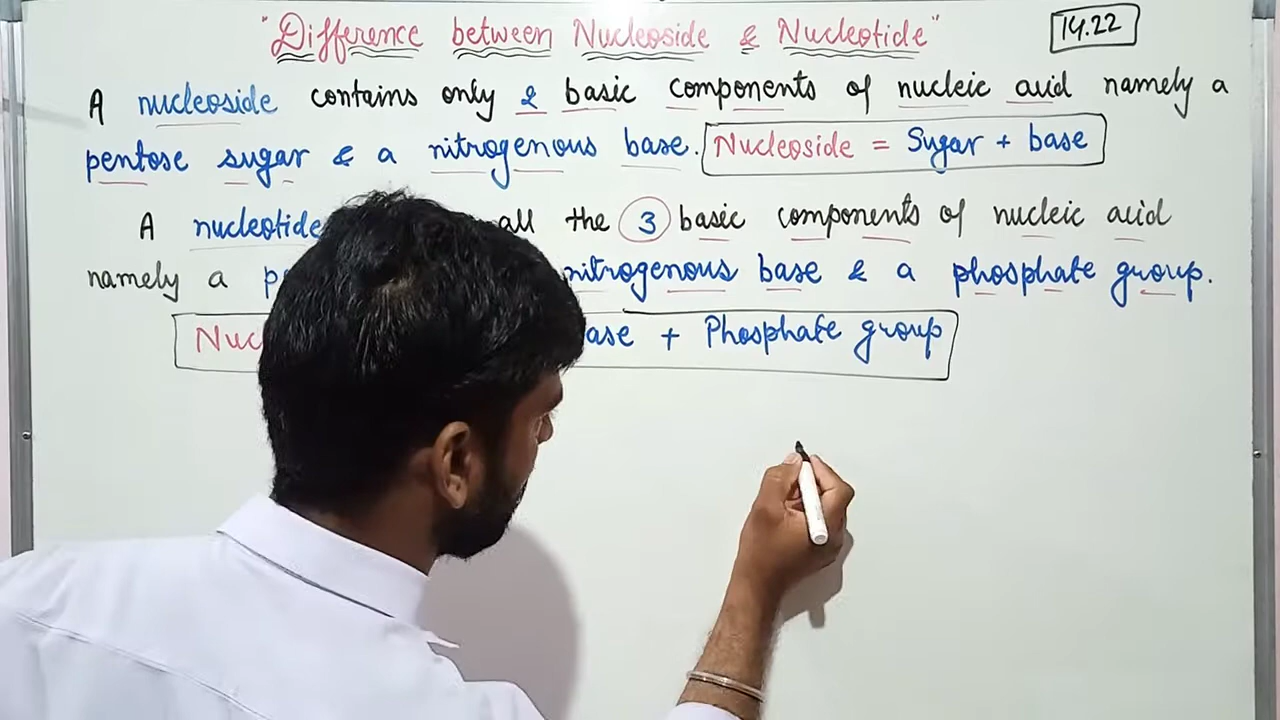 "Difference between Nucleoside & Nucleotide"
14.22
A nucleoside contains only 2 basic components of nucleic acid namely a
pentose sugar & a nitrogenous base. Nucleoside = Sugar + base
A nucleotide all the 3 basic components of nucleic acid
namely a nitrogenous base & a phosphate group.
+ Phosphate group